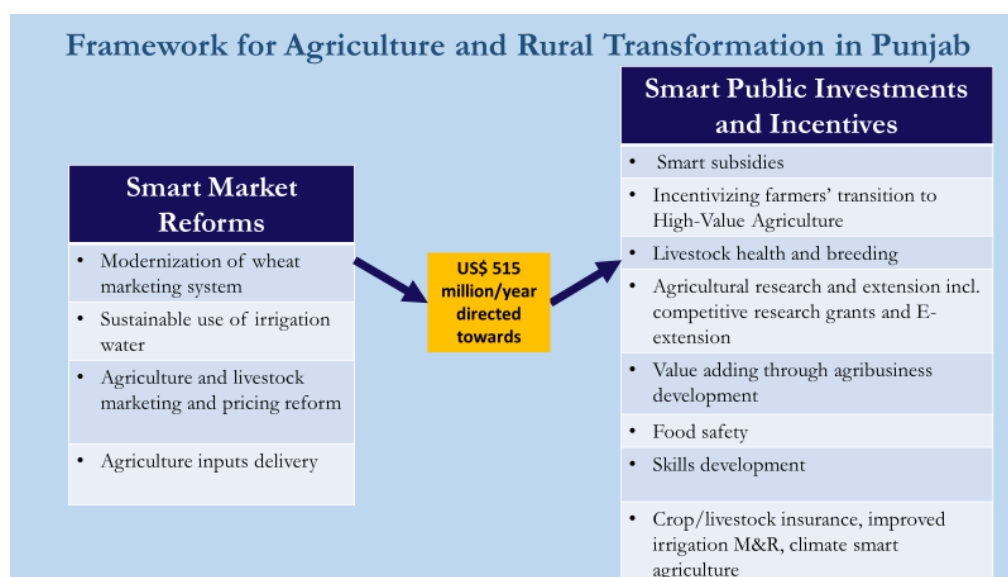 Framework for Agriculture and Rural Transformation in Punjab
Smart Market
Reforms
• Modernization of wheat
marketing system
• Sustainable use of irrigation
water
• Agriculture and livestock
marketing and pricing reform
• Agriculture inputs delivery
US$ 515
million/year
directed
towards
Smart Public Investments
and Incentives
• Smart subsidies
• Incentivizing farmers’ transition to
High-Value Agriculture
• Livestock health and breeding
• Agricultural research and extension incl.
competitive research grants and E-
extension
• Value adding through agribusiness
development
• Food safety
• Skills development
• Crop/livestock insurance, improved
irrigation M&R, climate smart
agriculture